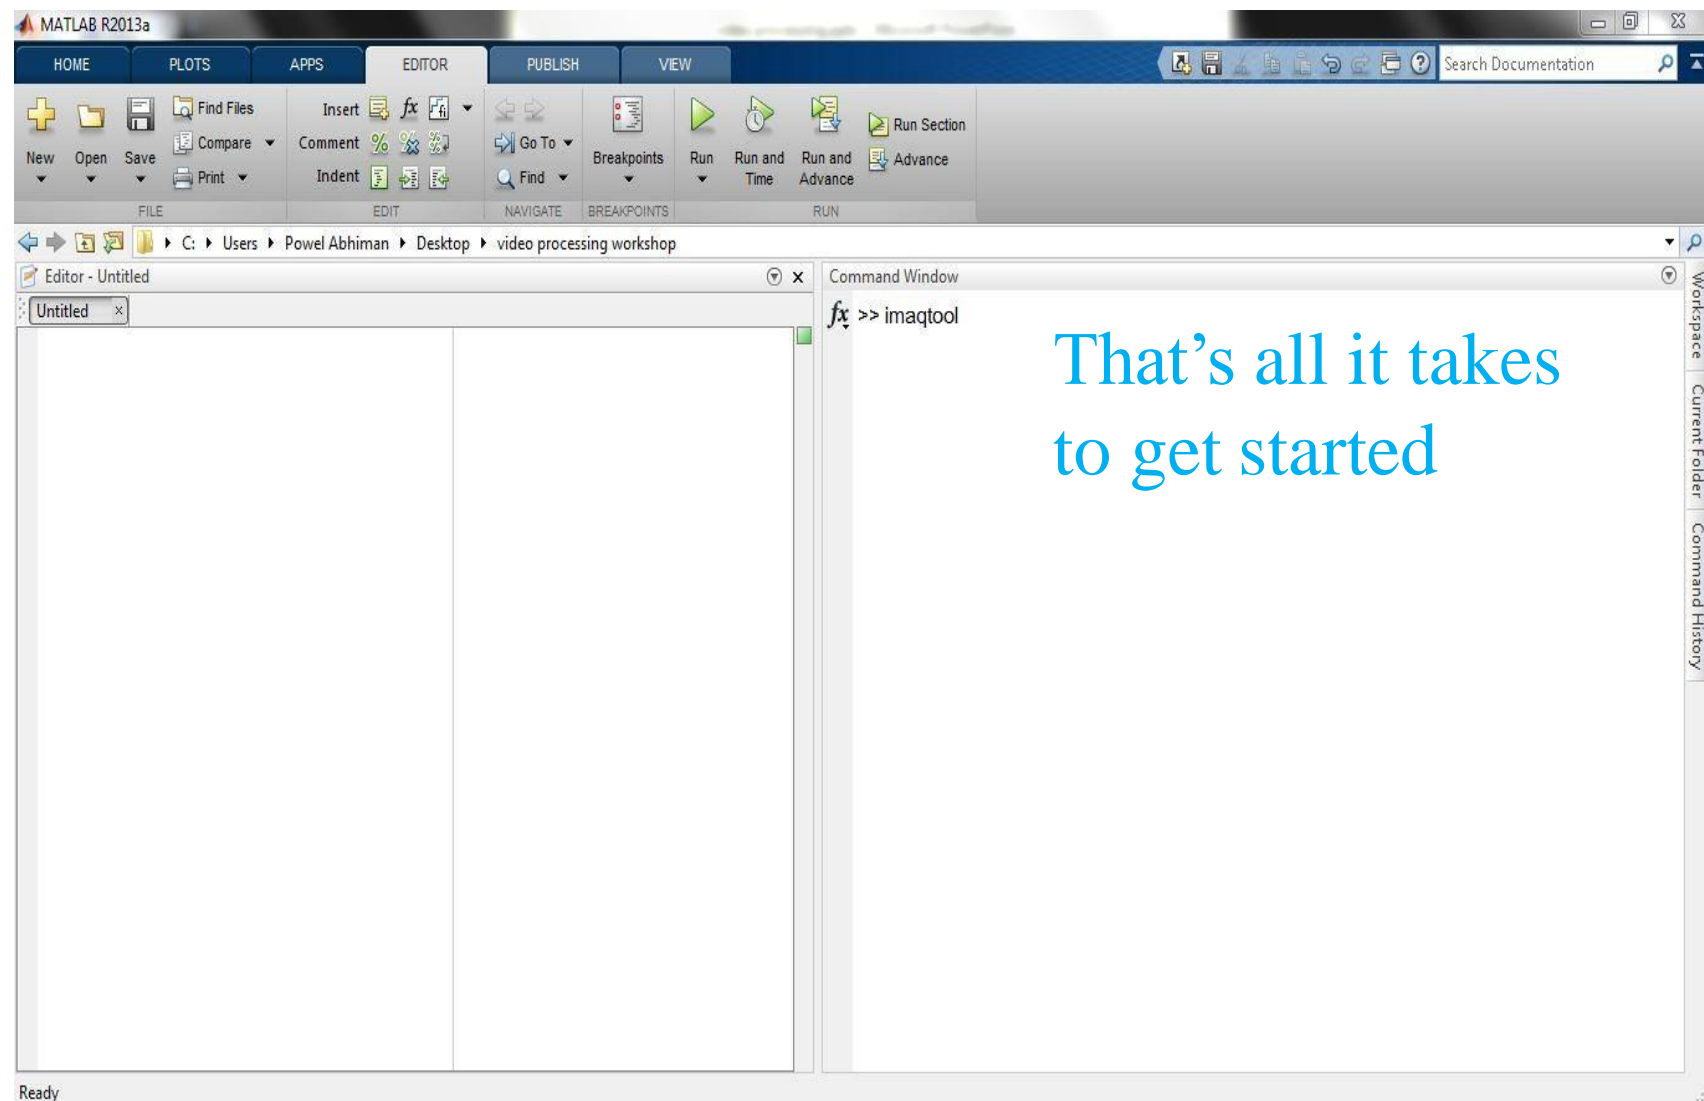 MATLAB R2013a
HOME PLOTS APPS EDITOR PUBLISH VIEW
Search Documentation
Find Files Insert fx fi
Compare Comment Go To Run Section
New Open Save Breakpoints Run Run and Time Run and Advance Advance
Print Indent Find
FILE EDIT NAVIGATE BREAKPOINTS RUN
C: Users Powel Abhiman Desktop video processing workshop
Editor - Untitled
Untitled
Command Window
fx >> imaqtool
That's all it takes
to get started
Workspace
Current Folder
Command History
Ready